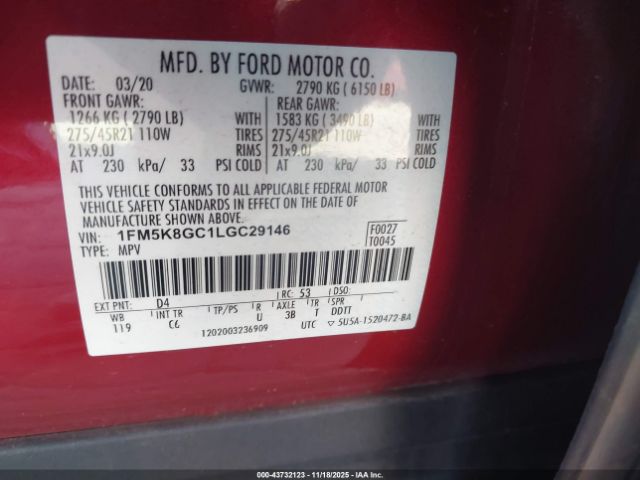 MFD. BY FORD MOTOR CO.
DATE: 03/20 GVWR: 2790 KG ( 6150 LB)
FRONT GAWR: REAR GAWR:
1266 KG ( 2790 LB) WITH 1583 KG ( 3490 LB) WITH
275/45R21 110W TIRES 275/45R21 110W TIRES
21x9.0J RIMS 21x9.0J RIMS
AT 230 kPa/ 33 PSI COLD AT 230 kPa/ 33 PSI COLD
THIS VEHICLE CONFORMS TO ALL APPLICABLE FEDERAL MOTOR
VEHICLE SAFETY STANDARDS IN EFFECT ON THE DATE OF
MANUFACTURE SHOWN ABOVE.
VIN: 1FM5K8GC1LGC29146 F0027
TYPE: MPV T0045
EXT PNT: D4 RC: 53
WB INT TR TP/PS R AXLE TR SPR
119 C6 U 3B T DDTT
1202003236909 UTC ▽ 5U5A-1520472-BA
000-43732123 - 11/18/2025 - IAAI.COM